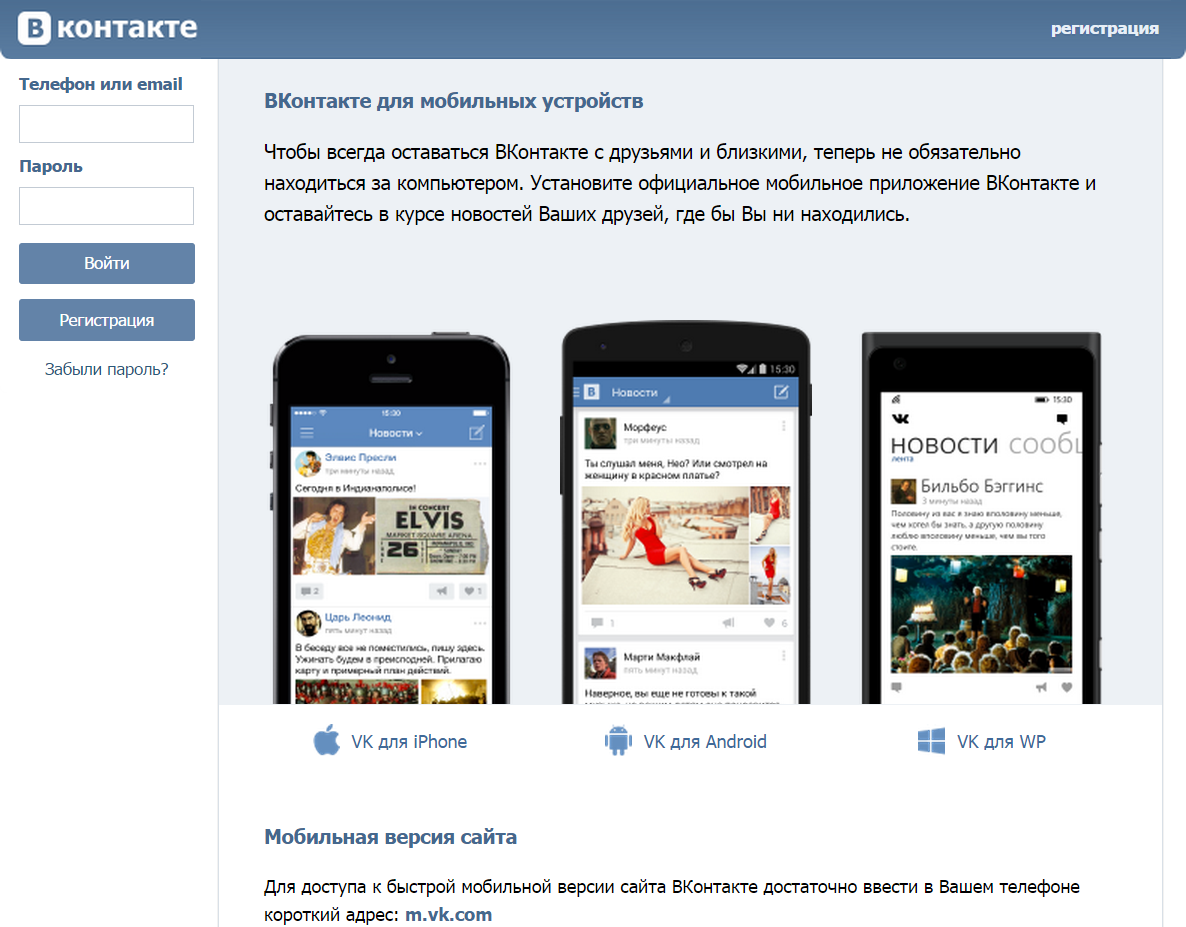 В контакте
регистрация
Телефон или email
Пароль
Войти
Регистрация
Забыли пароль?
ВКонтакте для мобильных устройств
Чтобы всегда оставаться ВКонтакте с друзьями и близкими, теперь не обязательно
находиться за компьютером. Установите официальное мобильное приложение ВКонтакте и
оставайтесь в курсе новостей Ваших друзей, где бы Вы ни находились.
15:30
Новости
Элвис Пресли
три минуты назад
Сегодня в Индианаполисе!
IN CONCERT
ELVIS
MARKET SQUARE ARENA
26
2
1
Царь Леонид
пять минут назад
В беседу все не поместились, пишу здесь.
Ужинать будем в преисподней. Прилагаю
карту и примерный план действий.
15:30
В Новости
Морфеус
три минуты назад
Ты слушал меня, Нео? Или смотрел на
женщину в красном платье?
1
6
Марти Макфлай
пять минут назад
Наверное, вы еще не готовы к такой
15:30
новости сообщ
лента
Бильбо Бэггинс
3 минуты назад
Половину из вас я знаю вполовину меньше,
чем хотел бы знать, а другую половину
люблю вполовину меньше, чем вы того
стоите.
VK для iPhone
VK для Android
VK для WP
Мобильная версия сайта
Для доступа к быстрой мобильной версии сайта ВКонтакте достаточно ввести в Вашем телефоне
короткий адрес: m.vk.com